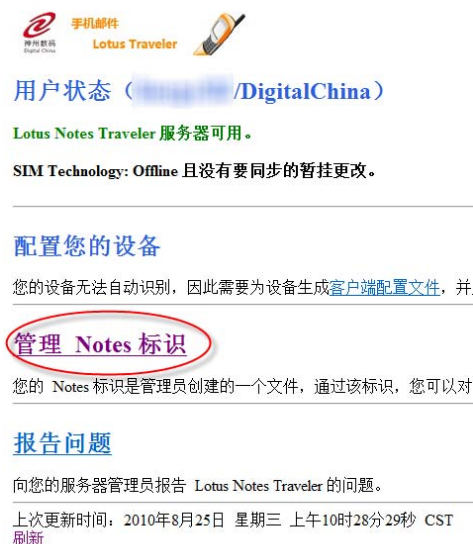 手机邮件
神州数码
Digital China
Lotus Traveler
用户状态（ /DigitalChina）
Lotus Notes Traveler 服务器可用。
SIM Technology: Offline 且没有要同步的暂挂更改。
配置您的设备
您的设备无法自动识别，因此需要为设备生成客户端配置文件，并
管理 Notes 标识
您的 Notes 标识是管理员创建的一个文件，通过该标识，您可以对
报告问题
向您的服务器管理员报告 Lotus Notes Traveler 的问题。
上次更新时间：2010年8月25日 星期三 上午10时28分29秒 CST
刷新